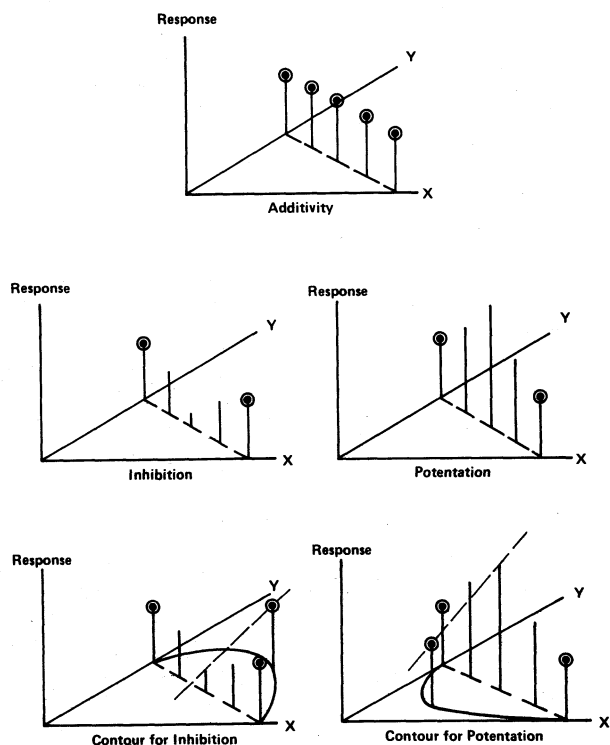 Response
Y
X
Additivity
Response
Y
X
Inhibition
Response
Y
X
Potentation
Response
Y
X
Contour for Inhibition
Response
Y
X
Contour for Potentation